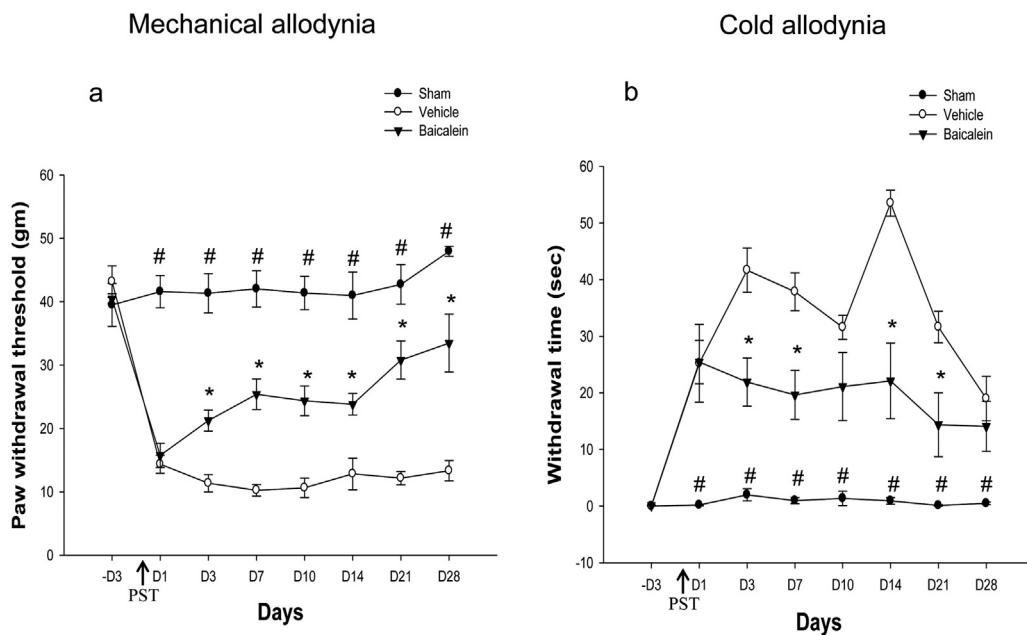 Mechanical allodynia
Cold allodynia
a
Sham
Vehicle
Baicalein
Paw withdrawal threshold (gm)
60
50
40
30
20
10
0
# # # # # # #
* * * * * *
-D3 D1 D3 D7 D10 D14 D21 D28
PST
Days
b
Sham
Vehicle
Baicalein
Withdrawal time (sec)
60
50
40
30
20
10
0
-10
* * * *
# # # # # # #
-D3 D1 D3 D7 D10 D14 D21 D28
PST
Days